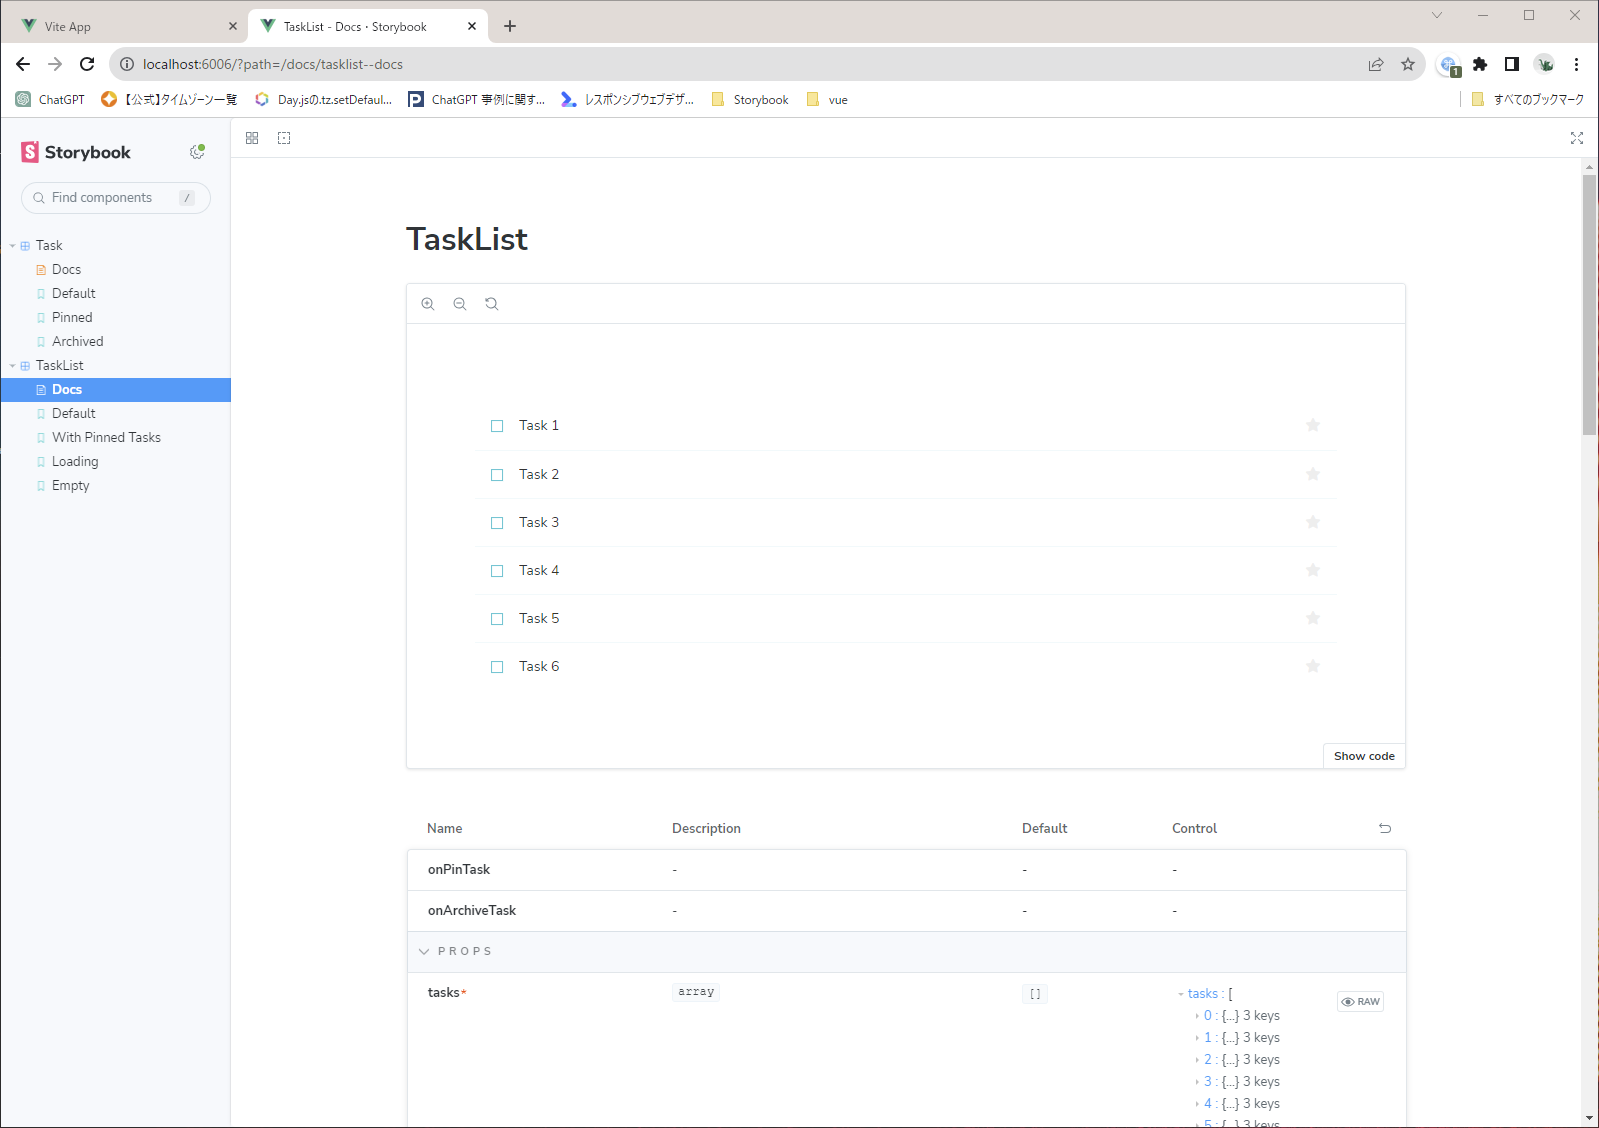 Vite App
TaskList - Docs · Storybook
localhost:6006/?path=/docs/tasklist--docs
1
ChatGPT
【公式】タイムゾーン一覧
Day.jsの.tz.setDefaul...
ChatGPT 事例に関す...
レスポンシブウェブデザ...
Storybook
vue
すべてのブックマーク
S Storybook
Find components /
Task
Docs
Default
Pinned
Archived
TaskList
Docs
Default
With Pinned Tasks
Loading
Empty
TaskList
Task 1
Task 2
Task 3
Task 4
Task 5
Task 6
Show code
Name Description Default Control
onPinTask - - -
onArchiveTask - - -
PROPS
tasks* array [] tasks : [ RAW
0 : {...} 3 keys
1 : {...} 3 keys
2 : {...} 3 keys
3 : {...} 3 keys
4 : {...} 3 keys
5 : {...} 3 keys